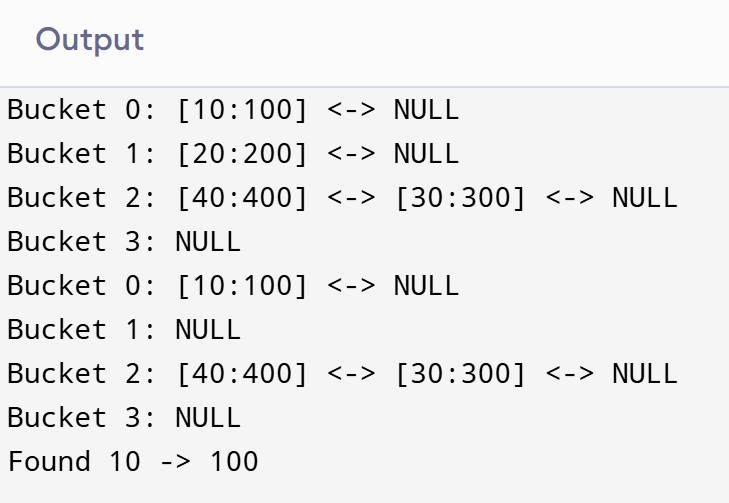 Output
Bucket 0: [10:100] <-> NULL
Bucket 1: [20:200] <-> NULL
Bucket 2: [40:400] <-> [30:300] <-> NULL
Bucket 3: NULL
Bucket 0: [10:100] <-> NULL
Bucket 1: NULL
Bucket 2: [40:400] <-> [30:300] <-> NULL
Bucket 3: NULL
Found 10 -> 100